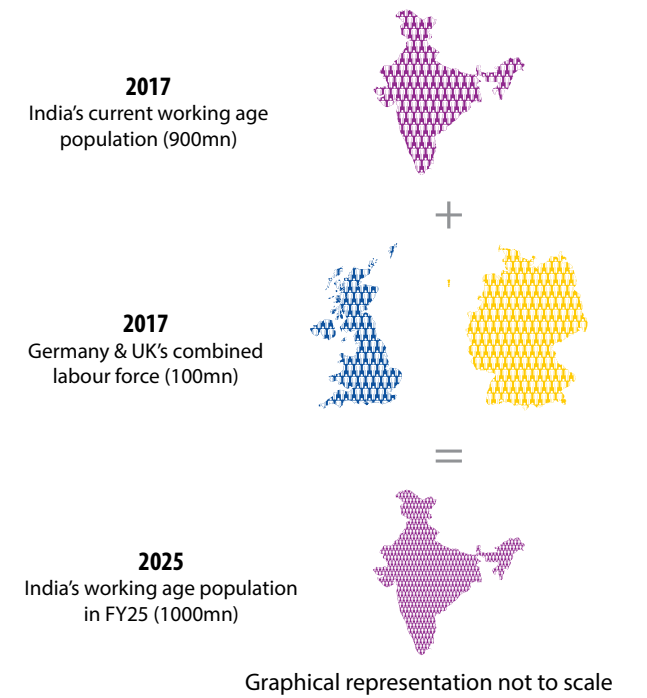 2017
India's current working age
population (900mn)
+
2017
Germany & UK's combined
labour force (100mn)
=
2025
India's working age population
in FY25 (1000mn)
Graphical representation not to scale